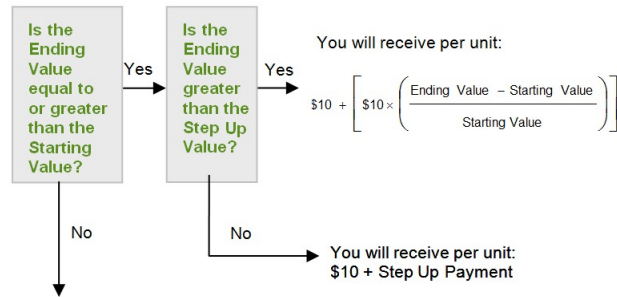 Is the
Ending
Value
equal to
or greater
than the
Starting
Value?
Yes
Is the
Ending
Value
greater
than the
Step Up
Value?
Yes
You will receive per unit:
$10 + [ $10 × ( Ending Value – Starting Value
Starting Value ) ]
No
No
You will receive per unit:
$10 + Step Up Payment